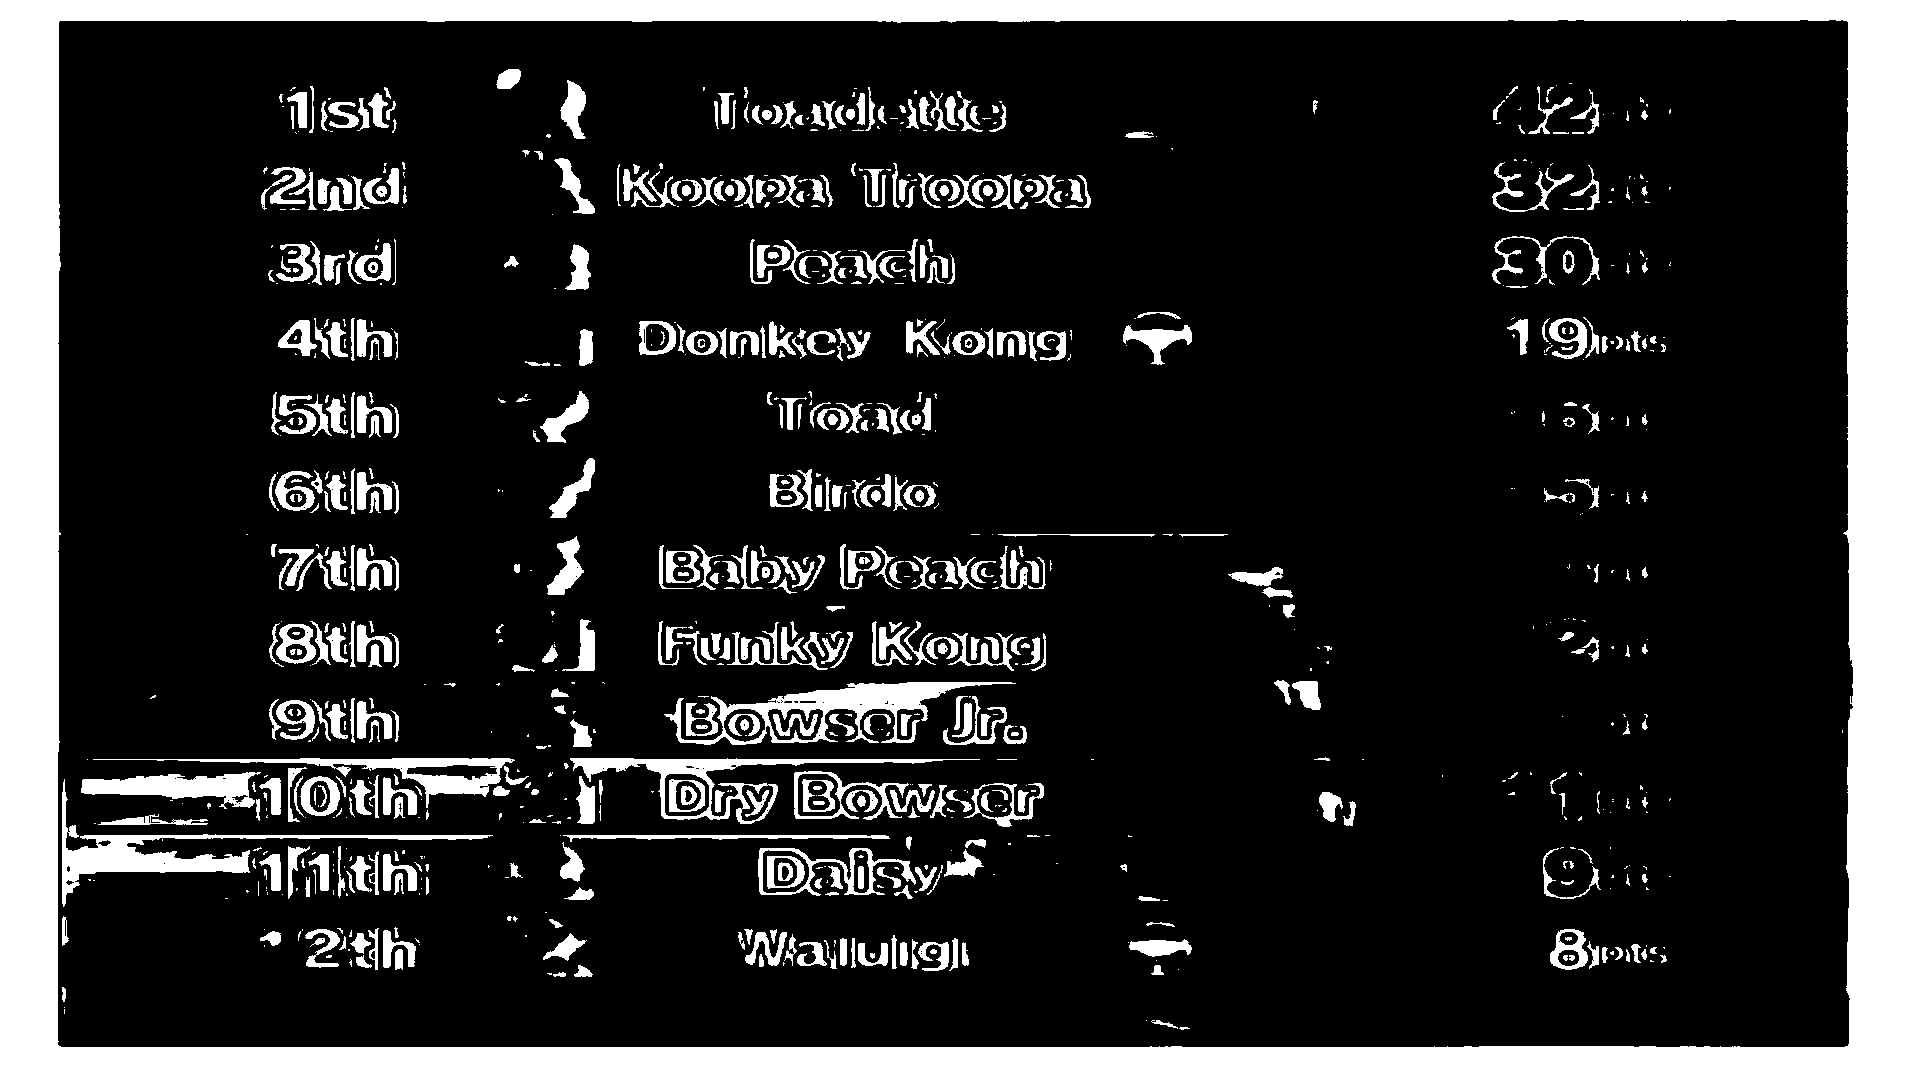 1st Toadette 42
2nd Koopa Troopa 32
3rd Peach 30
4th Donkey Kong 19pts
5th Toad
6th Birdo
7th Baby Peach
8th Funky Kong
9th Bowser Jr.
10th Dry Bowser
11th Daisy 9
2th Waluigi 8pts